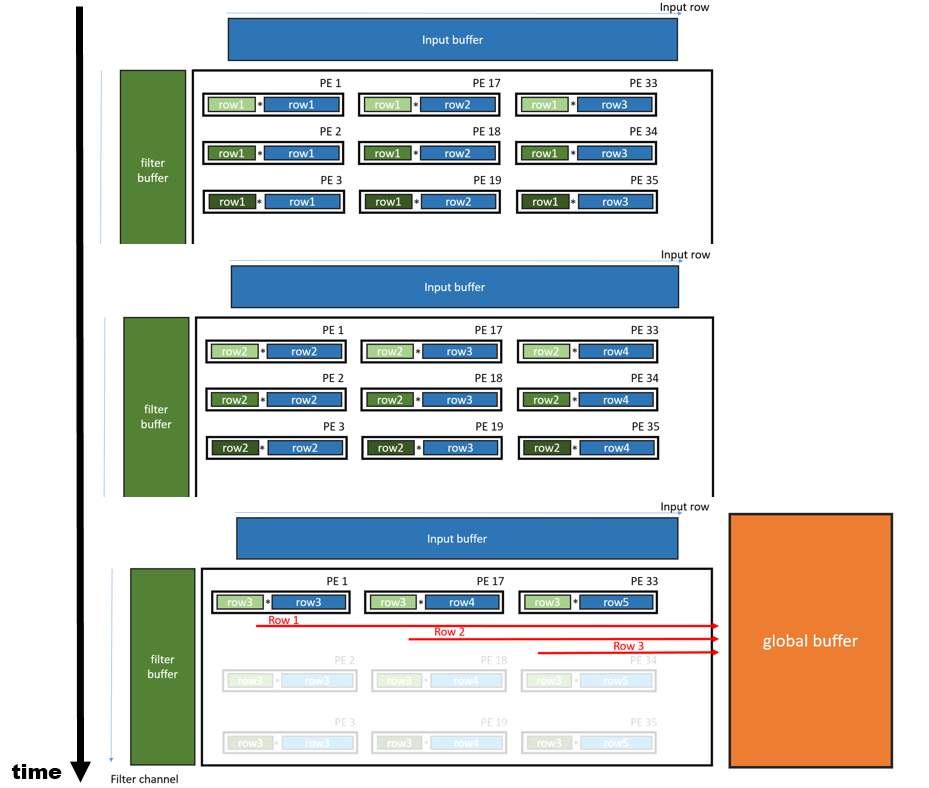 Input row
Input buffer
PE 1 PE 17 PE 33
row1 * row1 row1 * row2 row1 * row3
PE 2 PE 18 PE 34
row1 * row1 row1 * row2 row1 * row3
filter
buffer
PE 3 PE 19 PE 35
row1 * row1 row1 * row2 row1 * row3
Input row
Input buffer
PE 1 PE 17 PE 33
row2 * row2 row2 * row3 row2 * row4
PE 2 PE 18 PE 34
row2 * row2 row2 * row3 row2 * row4
filter
buffer
PE 3 PE 19 PE 35
row2 * row2 row2 * row3 row2 * row4
Input row
Input buffer
PE 1 PE 17 PE 33
row3 * row3 row3 * row4 row3 * row5
Row 1
Row 2
Row 3
global buffer
filter
buffer
PE 2 PE 18 PE 34
row3 * row3 row3 * row4 row3 * row5
PE 3 PE 19 PE 35
row3 * row3 row3 * row4 row3 * row5
time
Filter channel